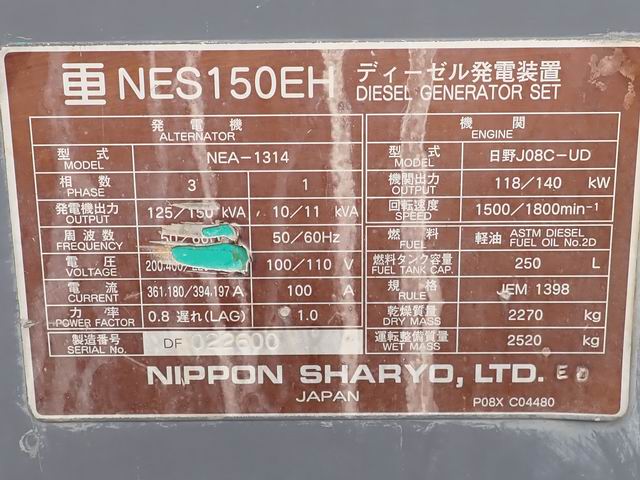 NES150EH ディーゼル発電装置
DIESEL GENERATOR SET
発電機
ALTERNATOR
型式 MODEL NEA-1314
相数 PHASE 3 1
発電機出力 OUTPUT 125/150 kVA 10/11 kVA
周波数 FREQUENCY 50/60Hz 50/60Hz
電圧 VOLTAGE 200,400/ 100/110 V
電流 CURRENT 361,180/394,197 A 100 A
力率 POWER FACTOR 0.8 遅れ(LAG) 1.0
製造番号 SERIAL No. DF 022600
機関
ENGINE
型式 MODEL 日野J08C-UD
機関出力 OUTPUT 118/140 kW
回転速度 SPEED 1500/1800min-1
燃料 FUEL 軽油 ASTM DIESEL FUEL OIL No.2D
燃料タンク容量 FUEL TANK CAP. 250 L
規格 RULE JEM 1398
乾燥質量 DRY MASS 2270 kg
運転整備質量 WET MASS 2520 kg
NIPPON SHARYO, LTD.
JAPAN
P08X C04480